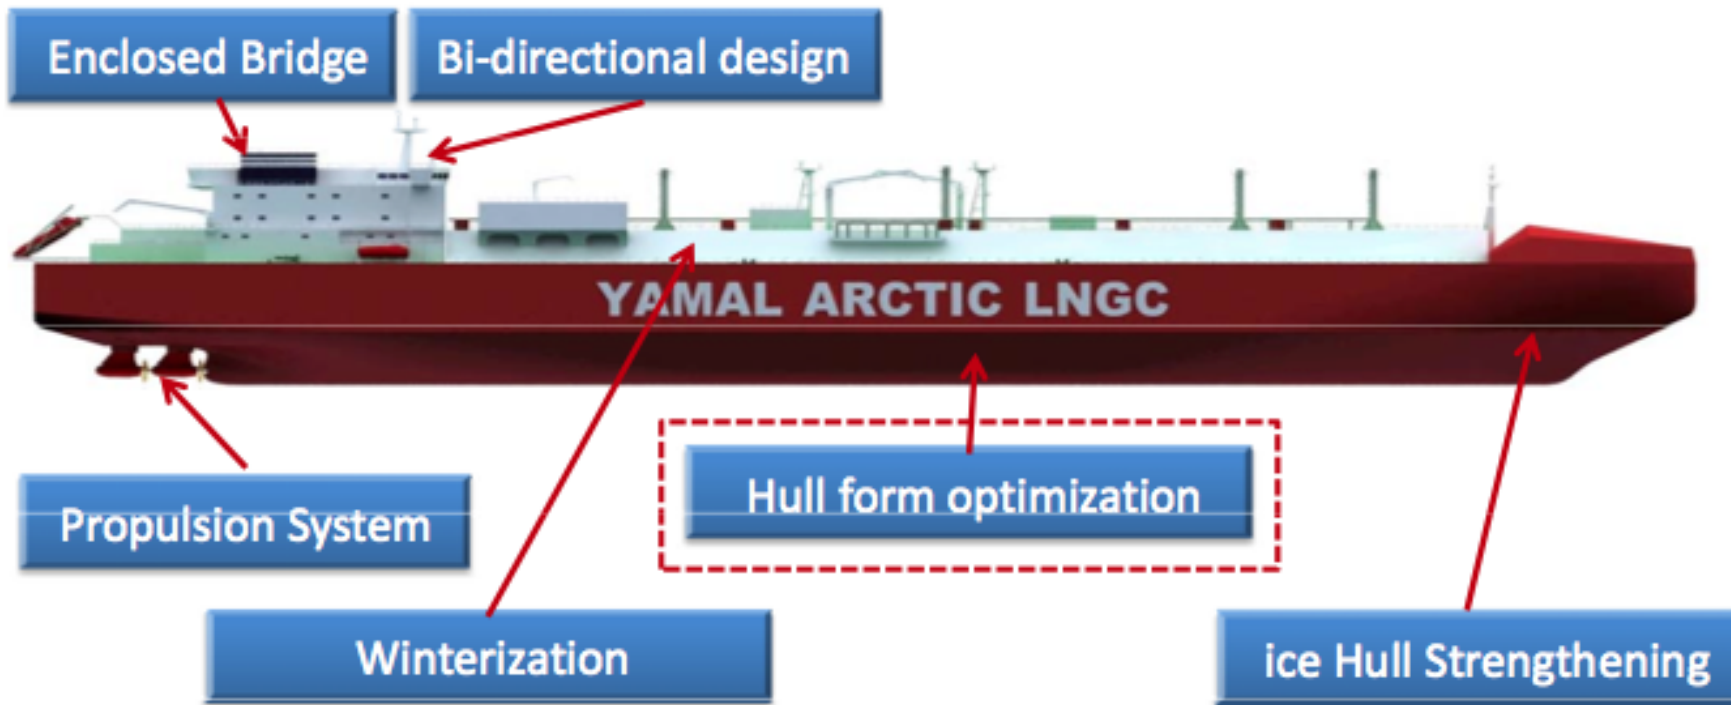 Enclosed Bridge
Bi-directional design
YAMAL ARCTIC LNGC
Hull form optimization
Propulsion System
Winterization
ice Hull Strengthening